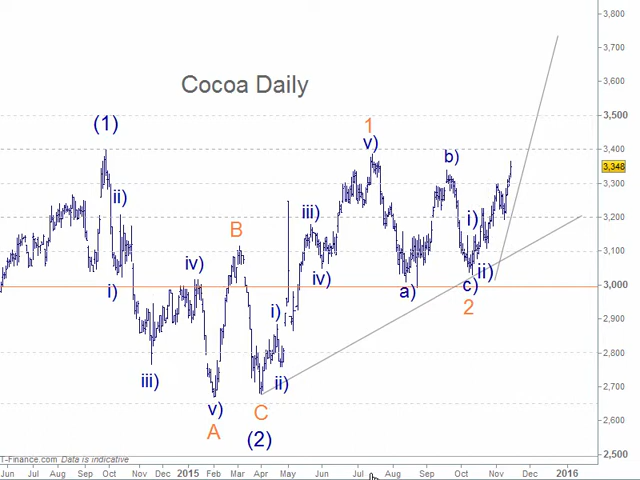 3,800
3,700
Cocoa Daily
3,600
3,500
(1)
1
v)
3,400
b)
3,348
3,300
ii)
iii)
i)
3,200
B
3,100
iv)
iv)
i)
ii)
a)
c)
3,000
2
i)
2,900
2,800
iii)
ii)
2,700
v)
C
2,600
A
(2)
2,500
T-Finance.com Data is indicative
Jun Jul Aug Sep Oct Nov Dec 2015 Feb Mar Apr May Jun Jul Aug Sep Oct Nov Dec 2016